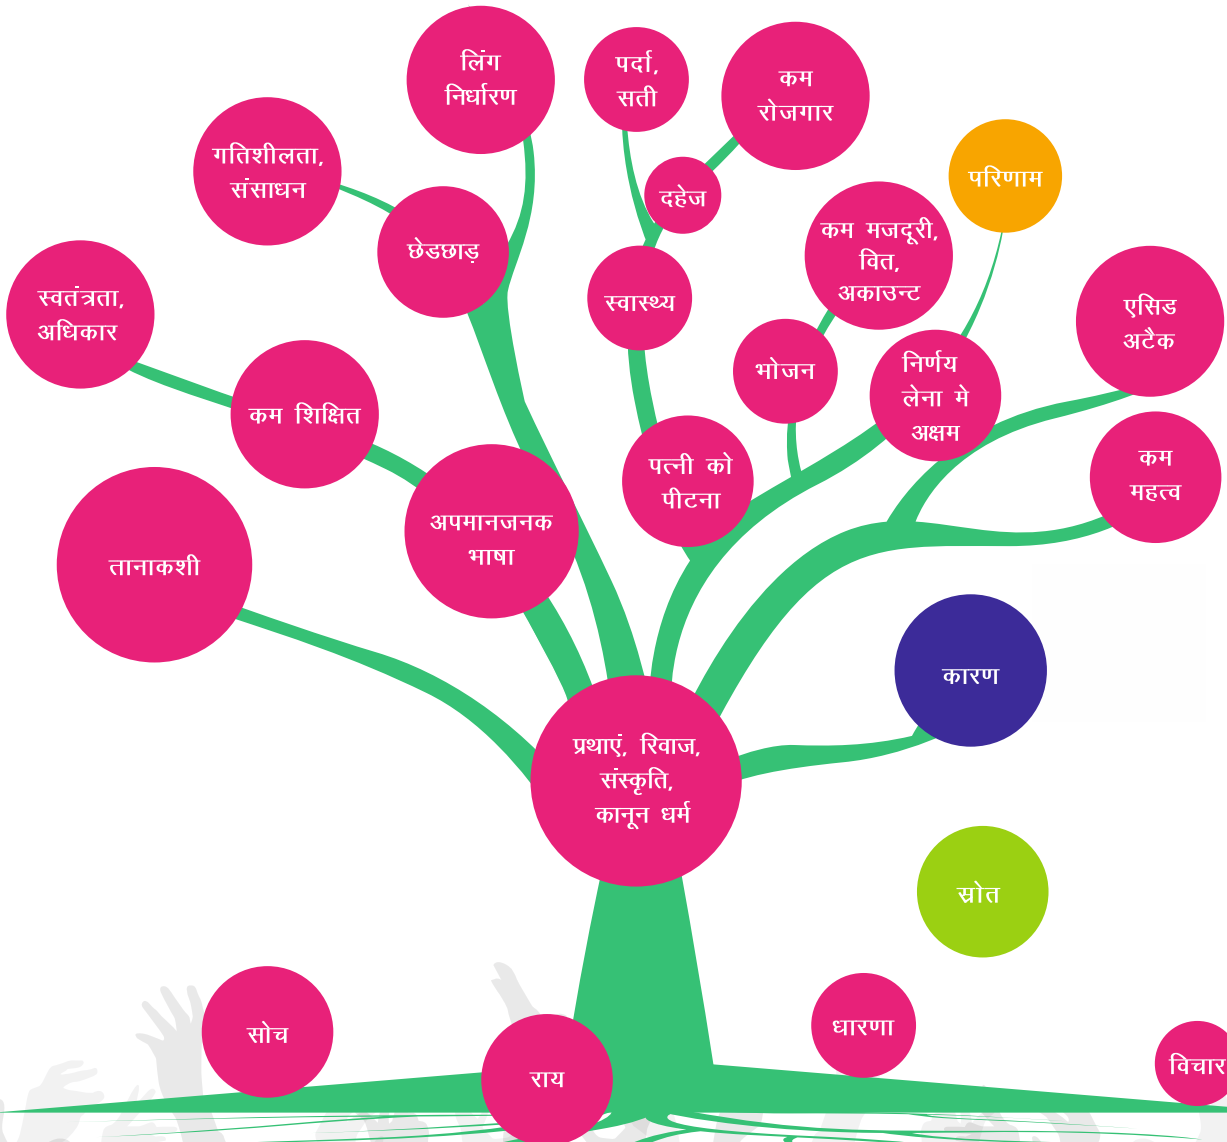 लिंग
निर्धारण
पर्दा,
सती
कम
रोजगार
गतिशीलता,
संसाधन
परिणाम
दहेज
छेडछाड़
कम मजदूरी,
वित,
अकाउन्ट
स्वतंत्रता,
अधिकार
स्वास्थ्य
एसिड
अटैक
कम शिक्षित
भोजन
निर्णय
लेना मे
अक्षम
पत्नी को
पीटना
कम
महत्व
अपमानजनक
भाषा
तानाकशी
कारण
प्रथाएं, रिवाज,
संस्कृति,
कानून धर्म
स्रोत
सोच
राय
धारणा
विचार